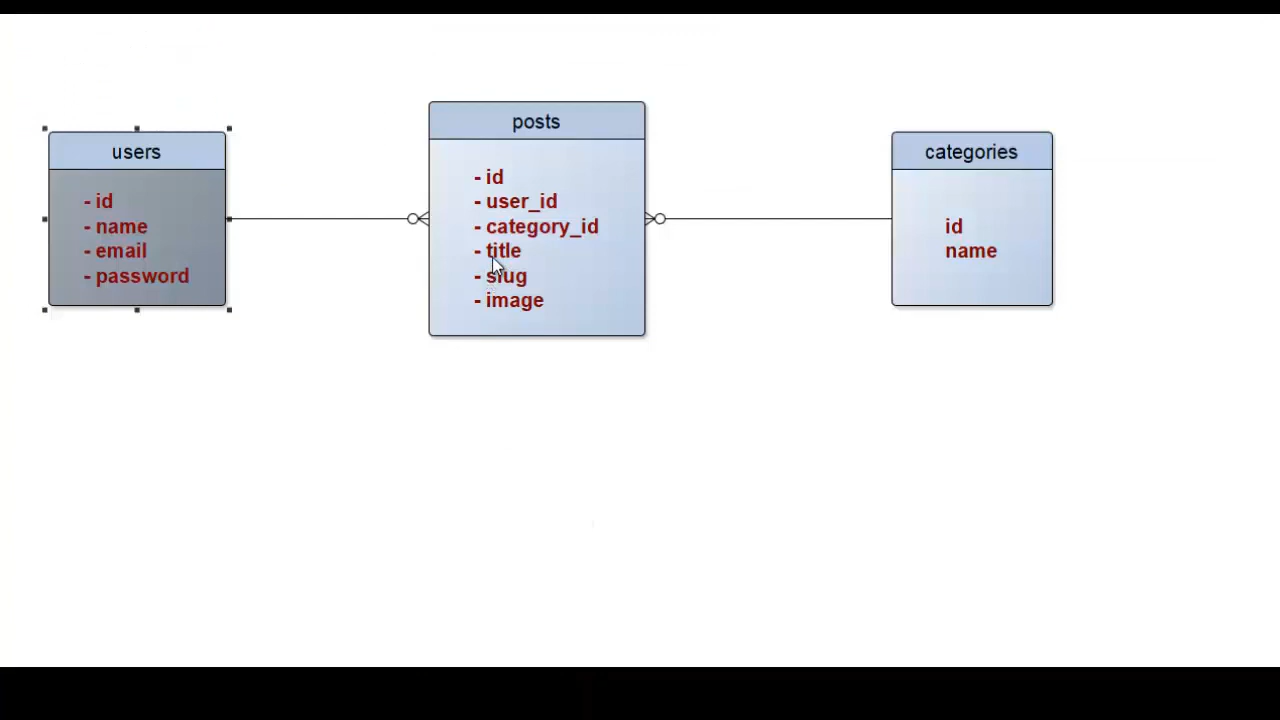 users
- id
- name
- email
- password
posts
- id
- user_id
- category_id
- title
- slug
- image
categories
id
name